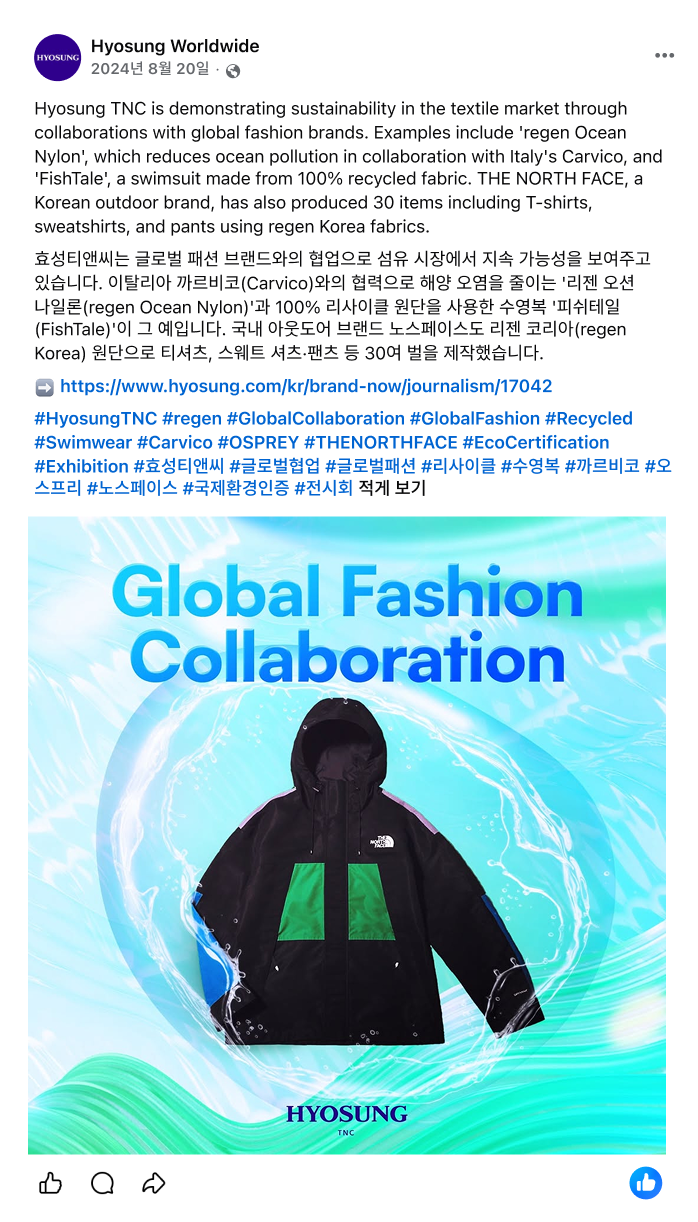 HYOSUNG
Hyosung Worldwide
2024년 8월 20일 ·
Hyosung TNC is demonstrating sustainability in the textile market through
collaborations with global fashion brands. Examples include 'regen Ocean
Nylon', which reduces ocean pollution in collaboration with Italy's Carvico, and
'FishTale', a swimsuit made from 100% recycled fabric. THE NORTH FACE, a
Korean outdoor brand, has also produced 30 items including T-shirts,
sweatshirts, and pants using regen Korea fabrics.
효성티앤씨는 글로벌 패션 브랜드와의 협업으로 섬유 시장에서 지속 가능성을 보여주고
있습니다. 이탈리아 까르비코(Carvico)와의 협력으로 해양 오염을 줄이는 '리젠 오션
나일론(regen Ocean Nylon)'과 100% 리사이클 원단을 사용한 수영복 '피쉬테일
(FishTale)'이 그 예입니다. 국내 아웃도어 브랜드 노스페이스도 리젠 코리아(regen
Korea) 원단으로 티셔츠, 스웨트 셔츠·팬츠 등 30여 벌을 제작했습니다.
➡️ https://www.hyosung.com/kr/brand-now/journalism/17042
#HyosungTNC #regen #GlobalCollaboration #GlobalFashion #Recycled
#Swimwear #Carvico #OSPREY #THENORTHFACE #EcoCertification
#Exhibition #효성티앤씨 #글로벌협업 #글로벌패션 #리사이클 #수영복 #까르비코 #오
스프리 #노스페이스 #국제환경인증 #전시회 적게 보기
Global Fashion
Collaboration
THE
NORTH
FACE
HYOSUNG
TNC